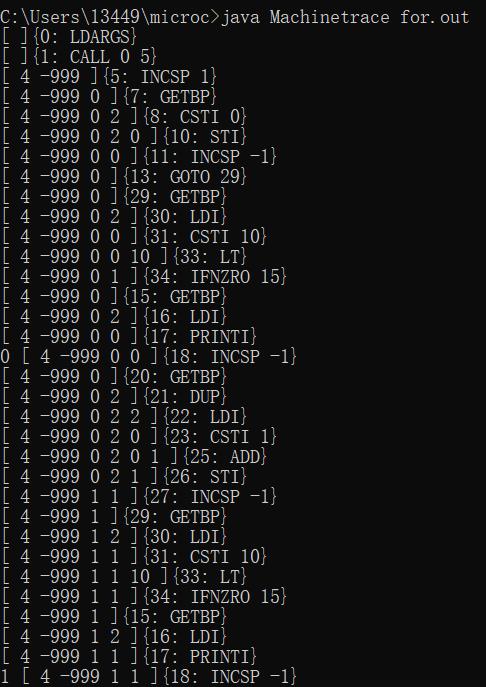 C:\Users\13449\microc>java Machinetrace for.out
[ ]{0: LDARGS}
[ ]{1: CALL 0 5}
[ 4 -999 ]{5: INCSP 1}
[ 4 -999 0 ]{7: GETBP}
[ 4 -999 0 2 ]{8: CSTI 0}
[ 4 -999 0 2 0 ]{10: STI}
[ 4 -999 0 0 ]{11: INCSP -1}
[ 4 -999 0 ]{13: GOTO 29}
[ 4 -999 0 ]{29: GETBP}
[ 4 -999 0 2 ]{30: LDI}
[ 4 -999 0 0 ]{31: CSTI 10}
[ 4 -999 0 0 10 ]{33: LT}
[ 4 -999 0 1 ]{34: IFNZRO 15}
[ 4 -999 0 ]{15: GETBP}
[ 4 -999 0 2 ]{16: LDI}
[ 4 -999 0 0 ]{17: PRINTI}
0 [ 4 -999 0 0 ]{18: INCSP -1}
[ 4 -999 0 ]{20: GETBP}
[ 4 -999 0 2 ]{21: DUP}
[ 4 -999 0 2 2 ]{22: LDI}
[ 4 -999 0 2 0 ]{23: CSTI 1}
[ 4 -999 0 2 0 1 ]{25: ADD}
[ 4 -999 0 2 1 ]{26: STI}
[ 4 -999 1 1 ]{27: INCSP -1}
[ 4 -999 1 ]{29: GETBP}
[ 4 -999 1 2 ]{30: LDI}
[ 4 -999 1 1 ]{31: CSTI 10}
[ 4 -999 1 1 10 ]{33: LT}
[ 4 -999 1 1 ]{34: IFNZRO 15}
[ 4 -999 1 ]{15: GETBP}
[ 4 -999 1 2 ]{16: LDI}
[ 4 -999 1 1 ]{17: PRINTI}
1 [ 4 -999 1 1 ]{18: INCSP -1}